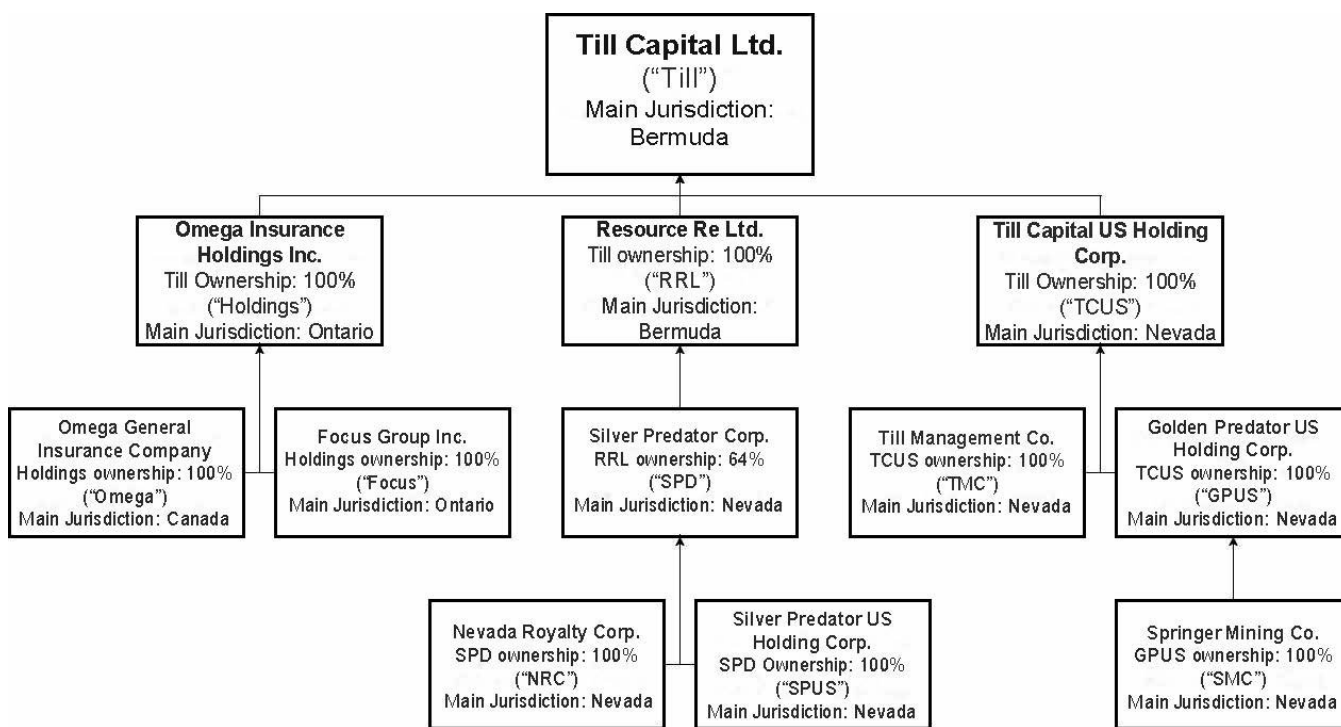 Till Capital Ltd.
(“Till”)
Main Jurisdiction:
Bermuda
Omega Insurance
Holdings Inc.
Till Ownership: 100%
(“Holdings”)
Main Jurisdiction: Ontario
Resource Re Ltd.
Till ownership: 100%
(“RRL”)
Main Jurisdiction:
Bermuda
Till Capital US Holding
Corp.
Till Ownership: 100%
(“TCUS”)
Main Jurisdiction: Nevada
Omega General
Insurance Company
Holdings ownership: 100%
(“Omega”)
Main Jurisdiction: Canada
Focus Group Inc.
Holdings ownership: 100%
(“Focus”)
Main Jurisdiction: Ontario
Silver Predator Corp.
RRL ownership: 64%
(“SPD”)
Main Jurisdiction: Nevada
Till Management Co.
TCUS ownership: 100%
(“TMC”)
Main Jurisdiction: Nevada
Golden Predator US
Holding Corp.
TCUS ownership: 100%
(“GPUS”)
Main Jurisdiction: Nevada
Nevada Royalty Corp.
SPD ownership: 100%
(“NRC”)
Main Jurisdiction: Nevada
Silver Predator US
Holding Corp.
SPD Ownership: 100%
(“SPUS”)
Main Jurisdiction: Nevada
Springer Mining Co.
GPUS ownership: 100%
(“SMC”)
Main Jurisdiction: Nevada